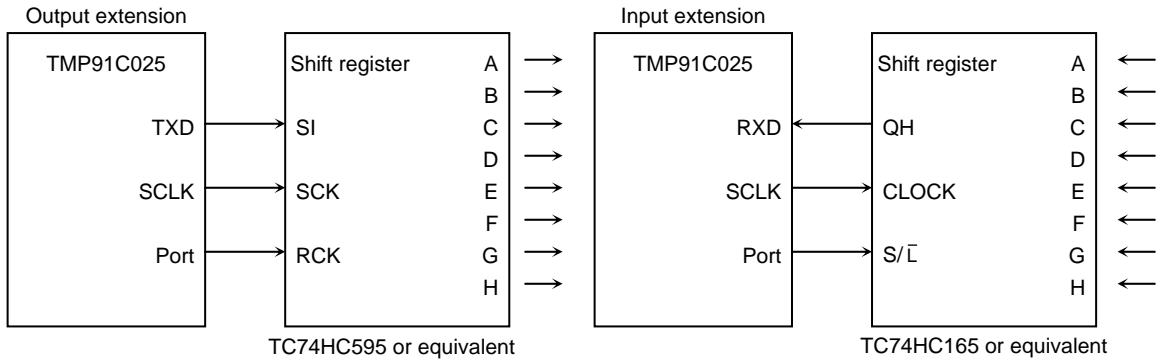 Output extension
TMP91C025
TXD
SCLK
Port
Shift register
SI
SCK
RCK
A
B
C
D
E
F
G
H
TC74HC595 or equivalent
Input extension
TMP91C025
RXD
SCLK
Port
Shift register
QH
CLOCK
S/L̅
A
B
C
D
E
F
G
H
TC74HC165 or equivalent